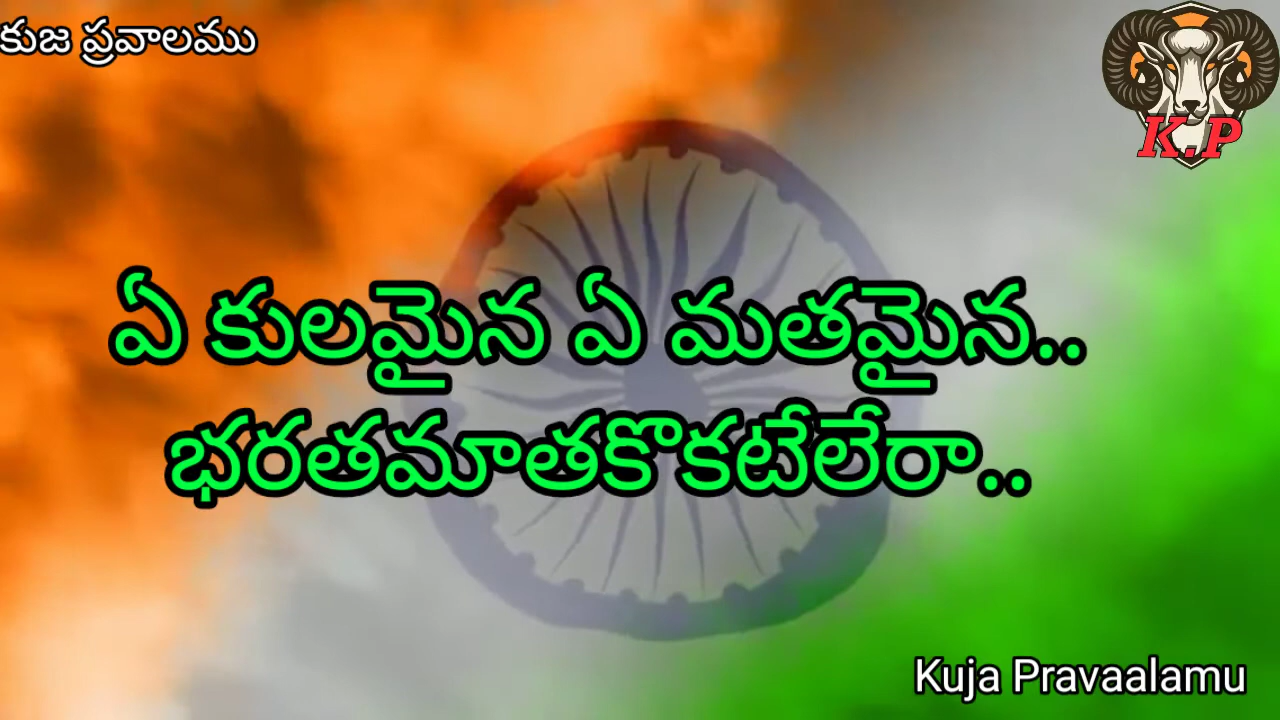 కుజ ప్రవాలము
K.P
ఏ కులమైన ఏ మతమైన..
భరతమాతకొకటేలేరా..
Kuja Pravaalamu